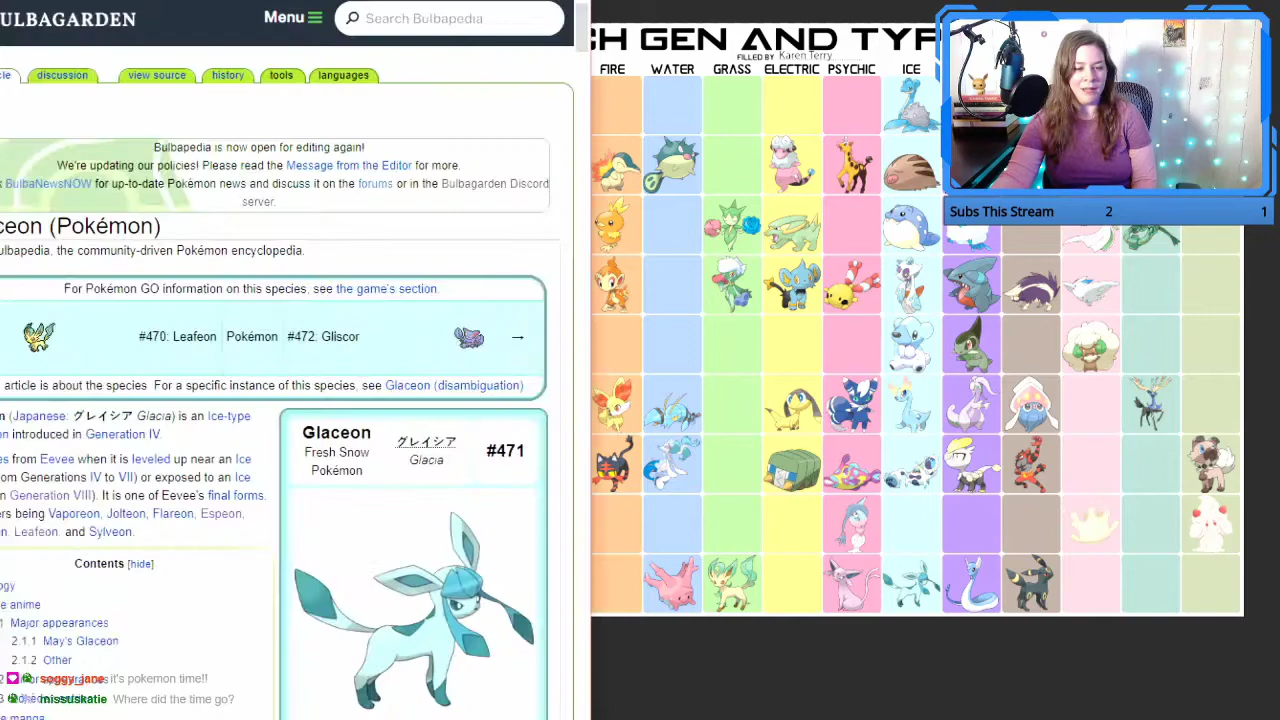 ULBAGARDEN
Menu
Search Bulbapedia
cle
discussion
view source
history
tools
languages
Bulbapedia is now open for editing again!
We're updating our policies! Please read the Message from the Editor for more.
BulbaNewsNOW for up-to-date Pokémon news and discuss it on the forums or in the Bulbagarden Discord
server.
ceon (Pokémon)
ulbapedia, the community-driven Pokémon encyclopedia.
For Pokémon GO information on this species, see the game's section.
#470: Leafeon Pokémon #472: Gliscor →
article is about the species For a specific instance of this species, see Glaceon (disambiguation)
n (Japanese: グレイシア Glacia) is an Ice-type
on introduced in Generation IV.
es from Eevee when it is leveled up near an Ice
rom Generations IV to VII) or exposed to an Ice
n Generation VIII). It is one of Eevee's final forms.
ers being Vaporeon, Jolteon, Flareon, Espeon,
n. Leafeon. and Sylveon.
Glaceon
Fresh Snow
Pokémon
グレイシア
Glacia
#471
Contents [hide]
gy
e anime
Major appearances
2.1.1 May's Glaceon
2.1.2 Other
soggy_jane it's pokemon time!!
missuskatie Where did the time go?
CH GEN AND TYP
FILLED BY Karen Terry
FIRE WATER GRASS ELECTRIC PSYCHIC ICE
Subs This Stream 2 1